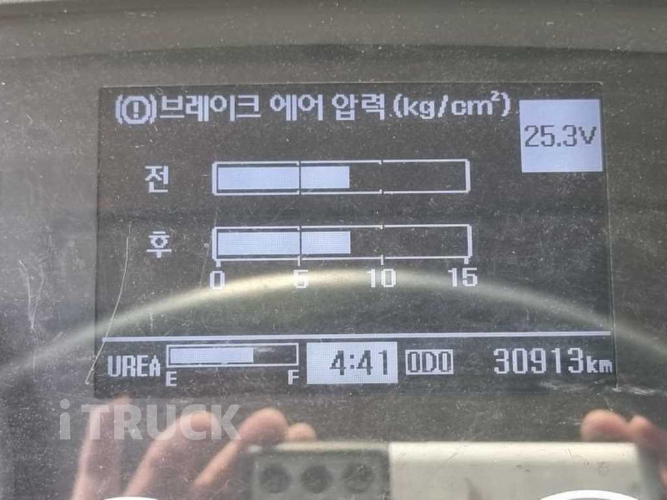 (!)브레이크 에어 압력(kg/cm²)
25.3V
전
후
0 5 10 15
UREA E F 4:41 ODO 30913km
iTRUCK